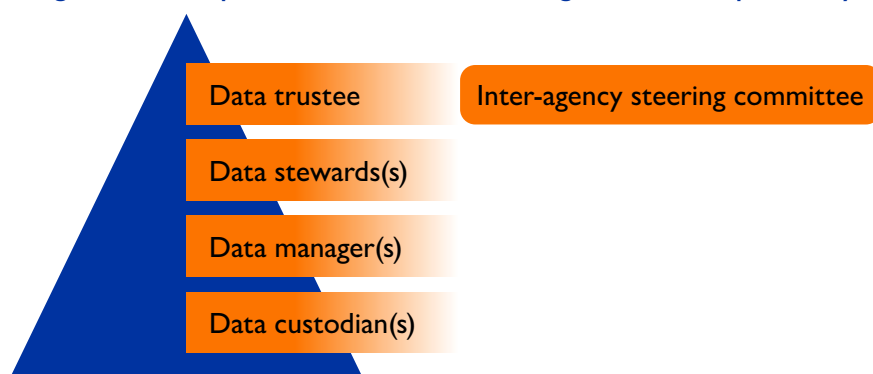 Data trustee
Inter-agency steering committee
Data stewards(s)
Data manager(s)
Data custodian(s)